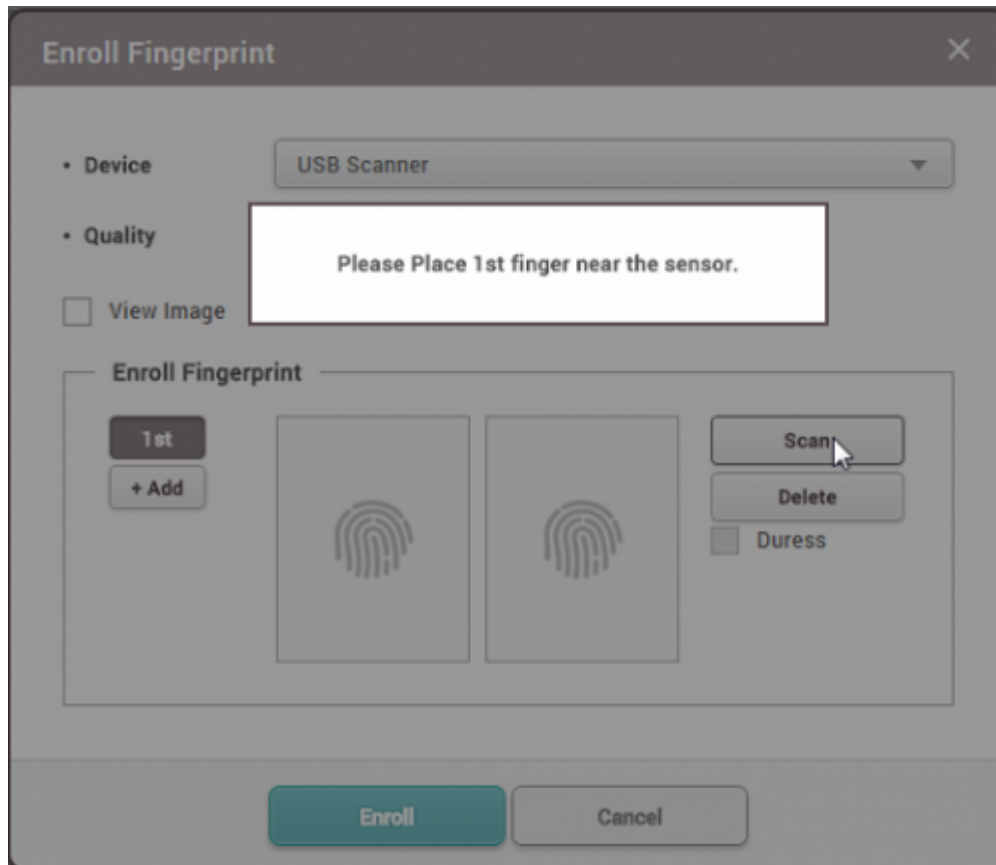 Enroll Fingerprint
• Device
USB Scanner
• Quality
Please Place 1st finger near the sensor.
View Image
Enroll Fingerprint
1st
+ Add
Scan
Delete
Duress
Enroll
Cancel